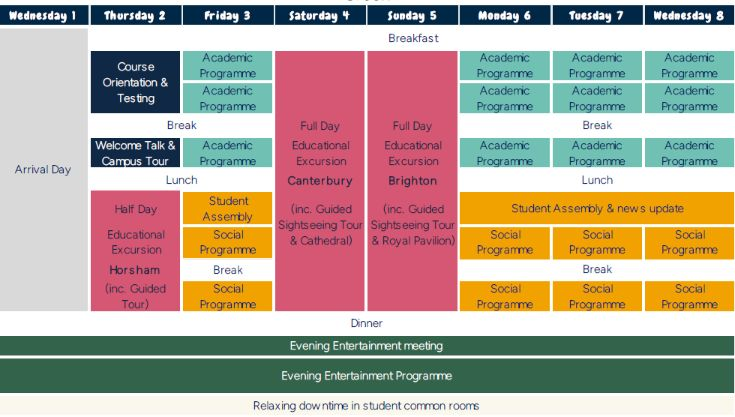 Wednesday 1 Thursday 2 Friday 3 Saturday 4 Sunday 5 Monday 6 Tuesday 7 Wednesday 8
Breakfast
Arrival Day
Course
Orientation &
Testing
Break
Welcome Talk &
Campus Tour
Lunch
Half Day
Educational
Excursion
Horsham
(inc. Guided
Tour)
Academic
Programme
Academic
Programme
Academic
Programme
Student
Assembly
Social
Programme
Break
Social
Programme
Full Day
Educational
Excursion
Canterbury
(inc. Guided
Sightseeing Tour
& Cathedral)
Full Day
Educational
Excursion
Brighton
(inc. Guided
Sightseeing Tour
& Royal Pavilion)
Academic
Programme
Academic
Programme
Academic
Programme
Academic
Programme
Academic
Programme
Academic
Programme
Break
Academic
Programme
Academic
Programme
Academic
Programme
Lunch
Student Assembly & news update
Social
Programme
Social
Programme
Social
Programme
Break
Social
Programme
Social
Programme
Social
Programme
Dinner
Evening Entertainment meeting
Evening Entertainment Programme
Relaxing downtime in student common rooms